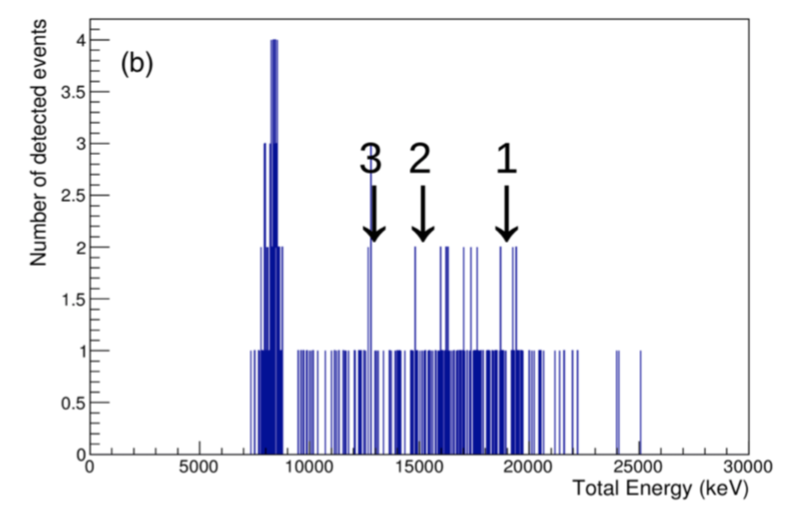 Number of detected events
(b)
4
3.5
3
2.5
2
1.5
1
0.5
0
3 2 1
0 5000 10000 15000 20000 25000 30000
Total Energy (keV)